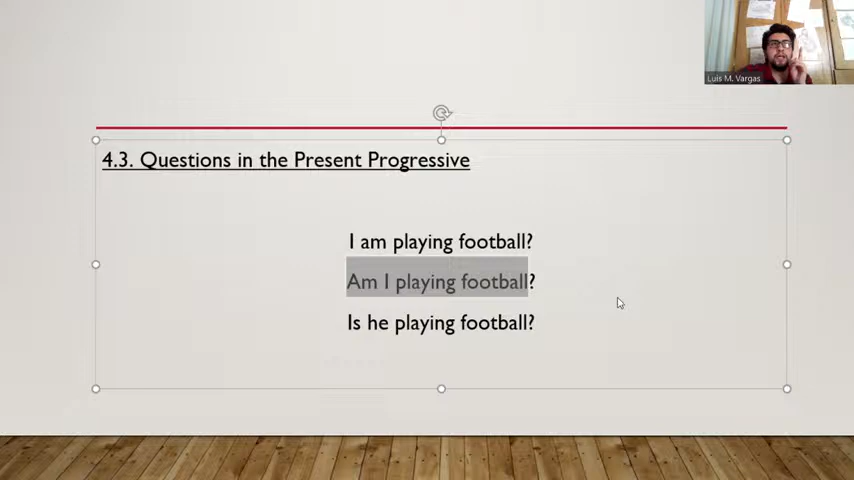 Luis M. Vargas
4.3. Questions in the Present Progressive
I am playing football?
Am I playing football?
Is he playing football?